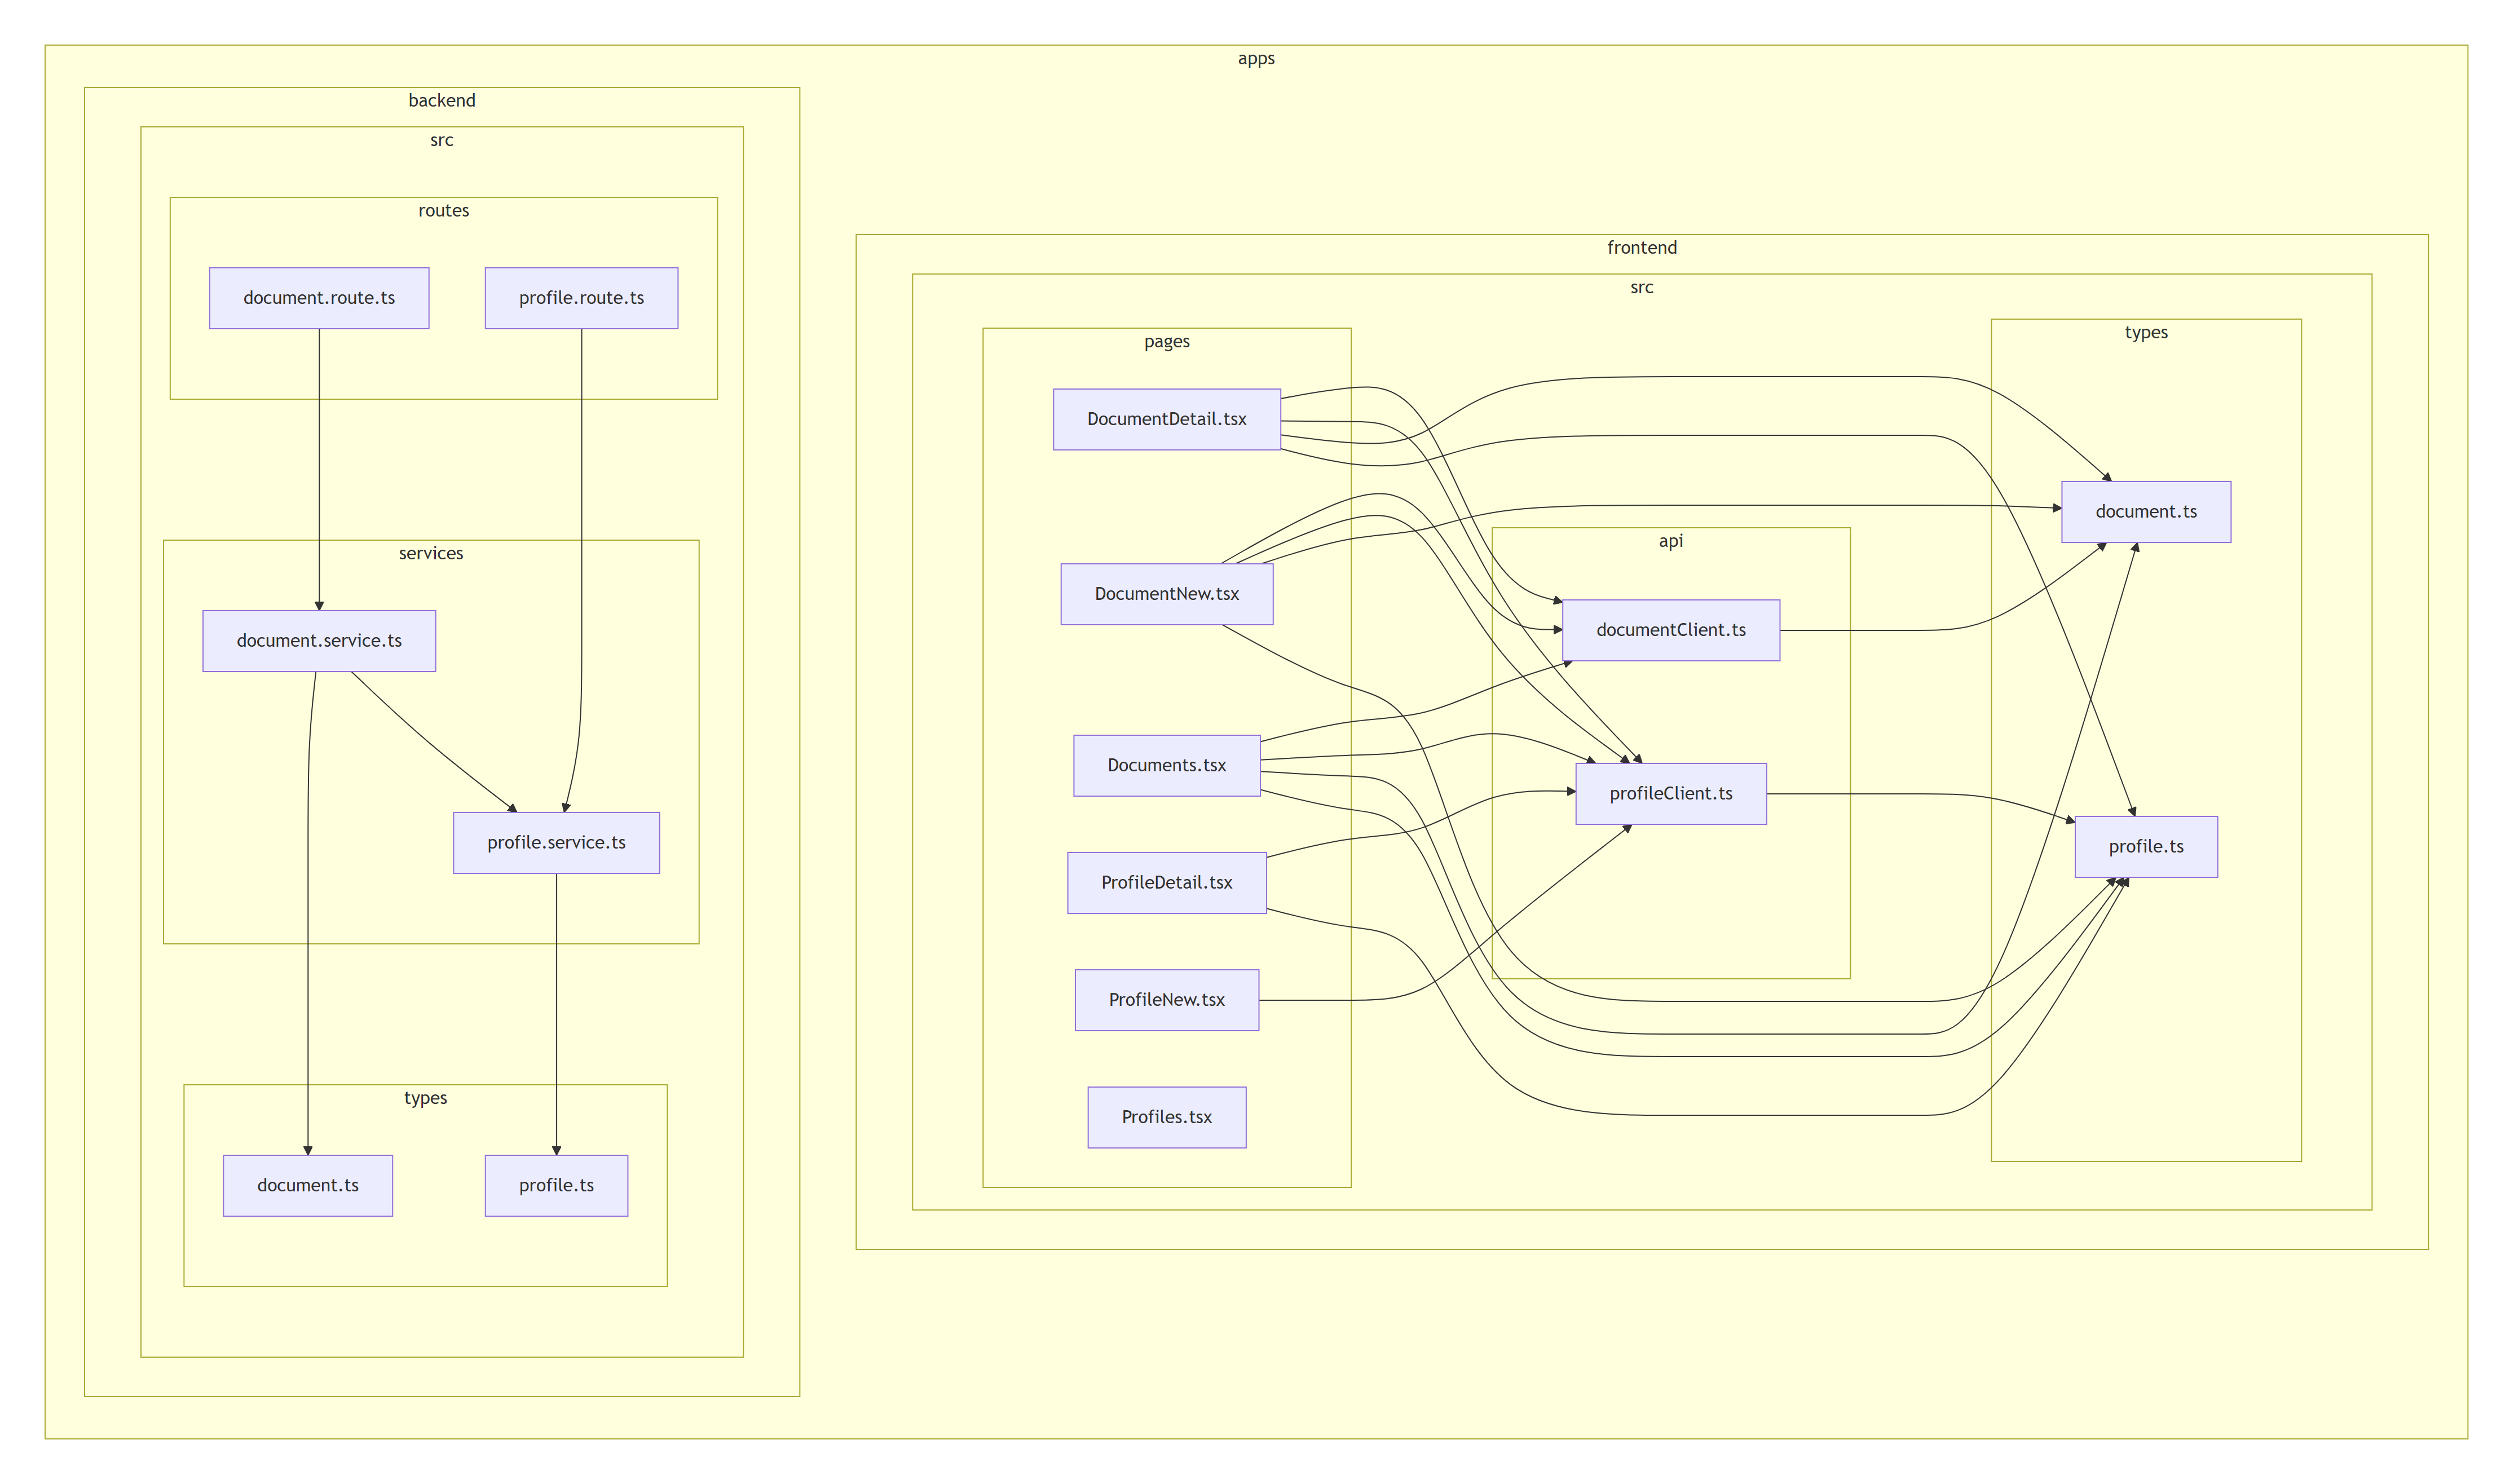 apps
backend
src
routes
document.route.ts
profile.route.ts
services
document.service.ts
profile.service.ts
types
document.ts
profile.ts
frontend
src
pages
DocumentDetail.tsx
DocumentNew.tsx
Documents.tsx
ProfileDetail.tsx
ProfileNew.tsx
Profiles.tsx
api
documentClient.ts
profileClient.ts
types
document.ts
profile.ts